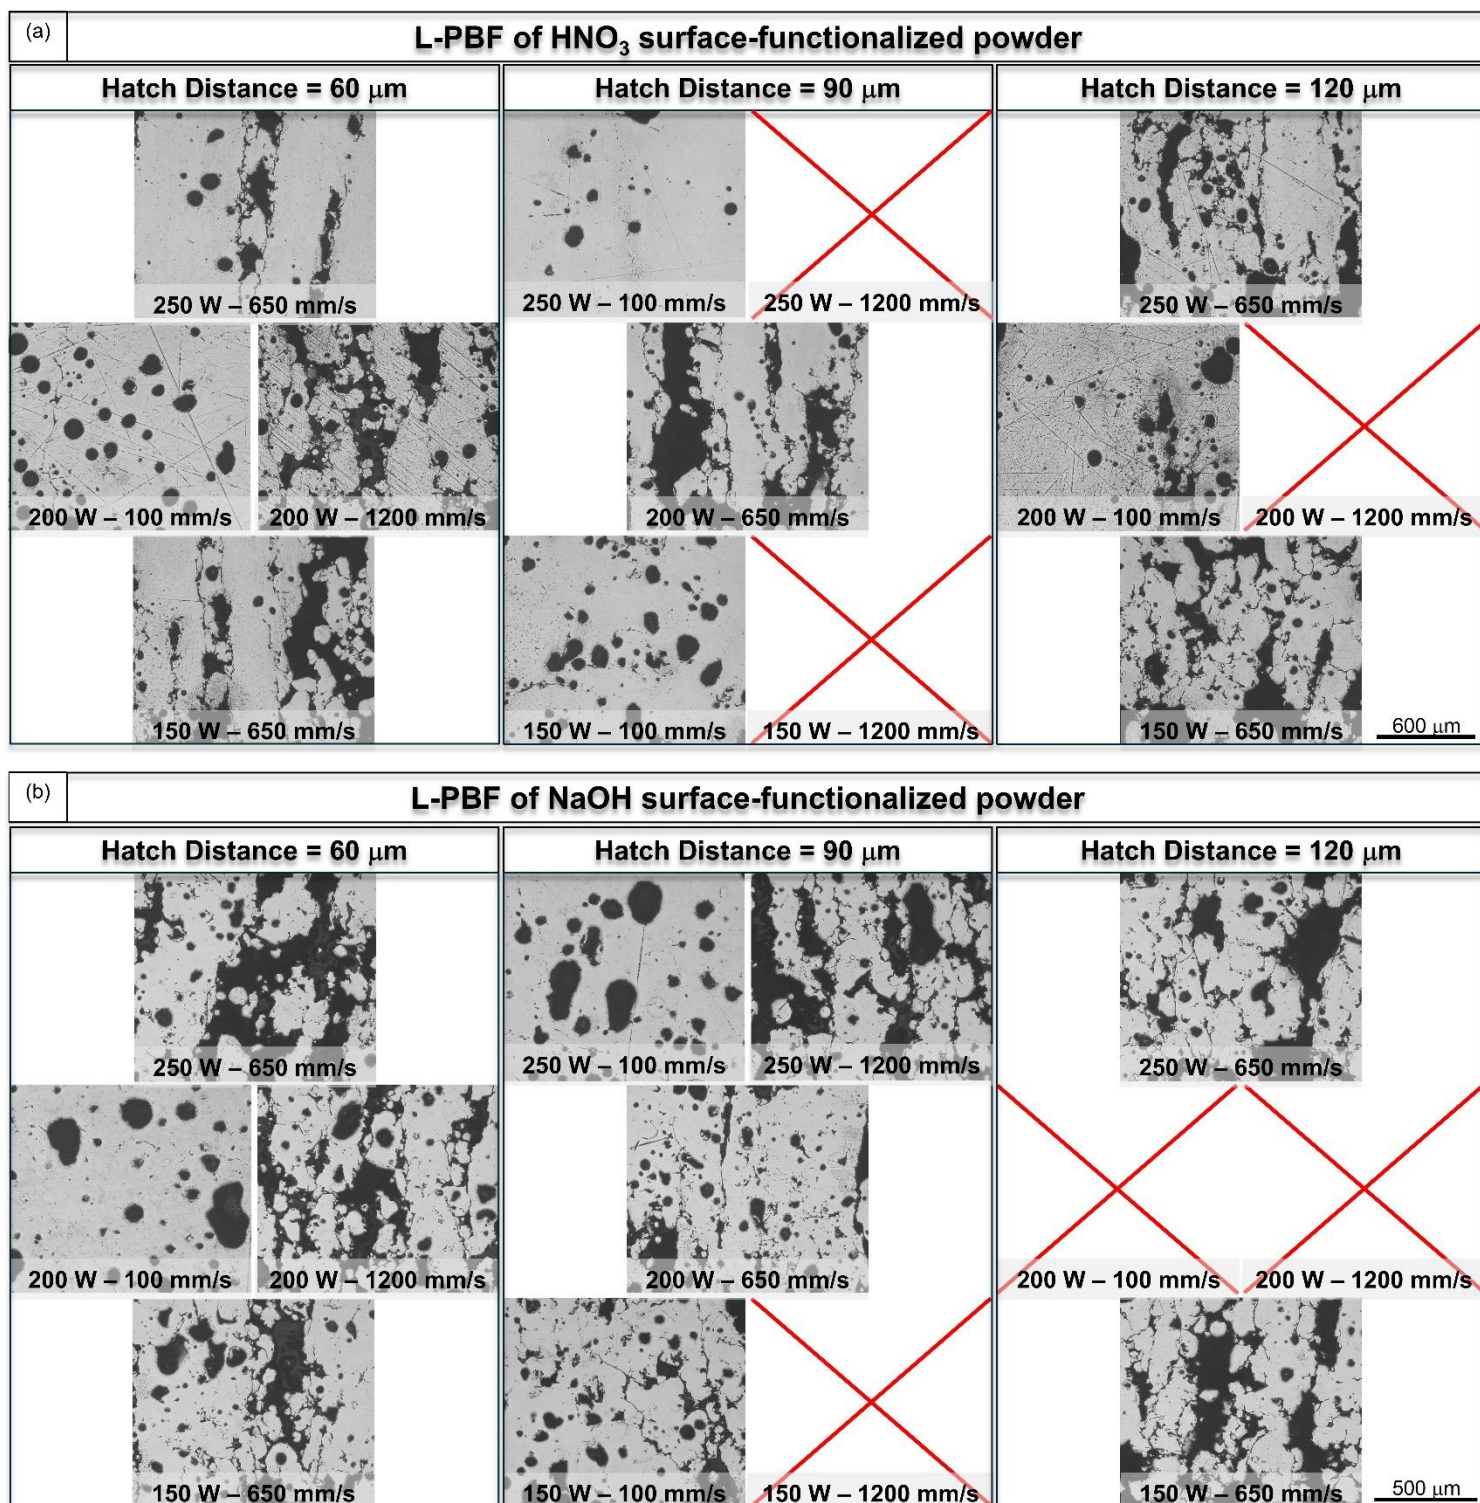 (a)
L-PBF of HNO₃ surface-functionalized powder
Hatch Distance = 60 μm
Hatch Distance = 90 μm
Hatch Distance = 120 μm
250 W – 650 mm/s
250 W – 100 mm/s
250 W – 1200 mm/s
250 W – 650 mm/s
200 W – 100 mm/s
200 W – 1200 mm/s
200 W – 650 mm/s
200 W – 100 mm/s
200 W – 1200 mm/s
150 W – 650 mm/s
150 W – 100 mm/s
150 W – 1200 mm/s
150 W – 650 mm/s
600 μm
(b)
L-PBF of NaOH surface-functionalized powder
Hatch Distance = 60 μm
Hatch Distance = 90 μm
Hatch Distance = 120 μm
250 W – 650 mm/s
250 W – 100 mm/s
250 W – 1200 mm/s
250 W – 650 mm/s
200 W – 100 mm/s
200 W – 1200 mm/s
200 W – 650 mm/s
200 W – 100 mm/s
200 W – 1200 mm/s
150 W – 650 mm/s
150 W – 100 mm/s
150 W – 1200 mm/s
150 W – 650 mm/s
500 μm